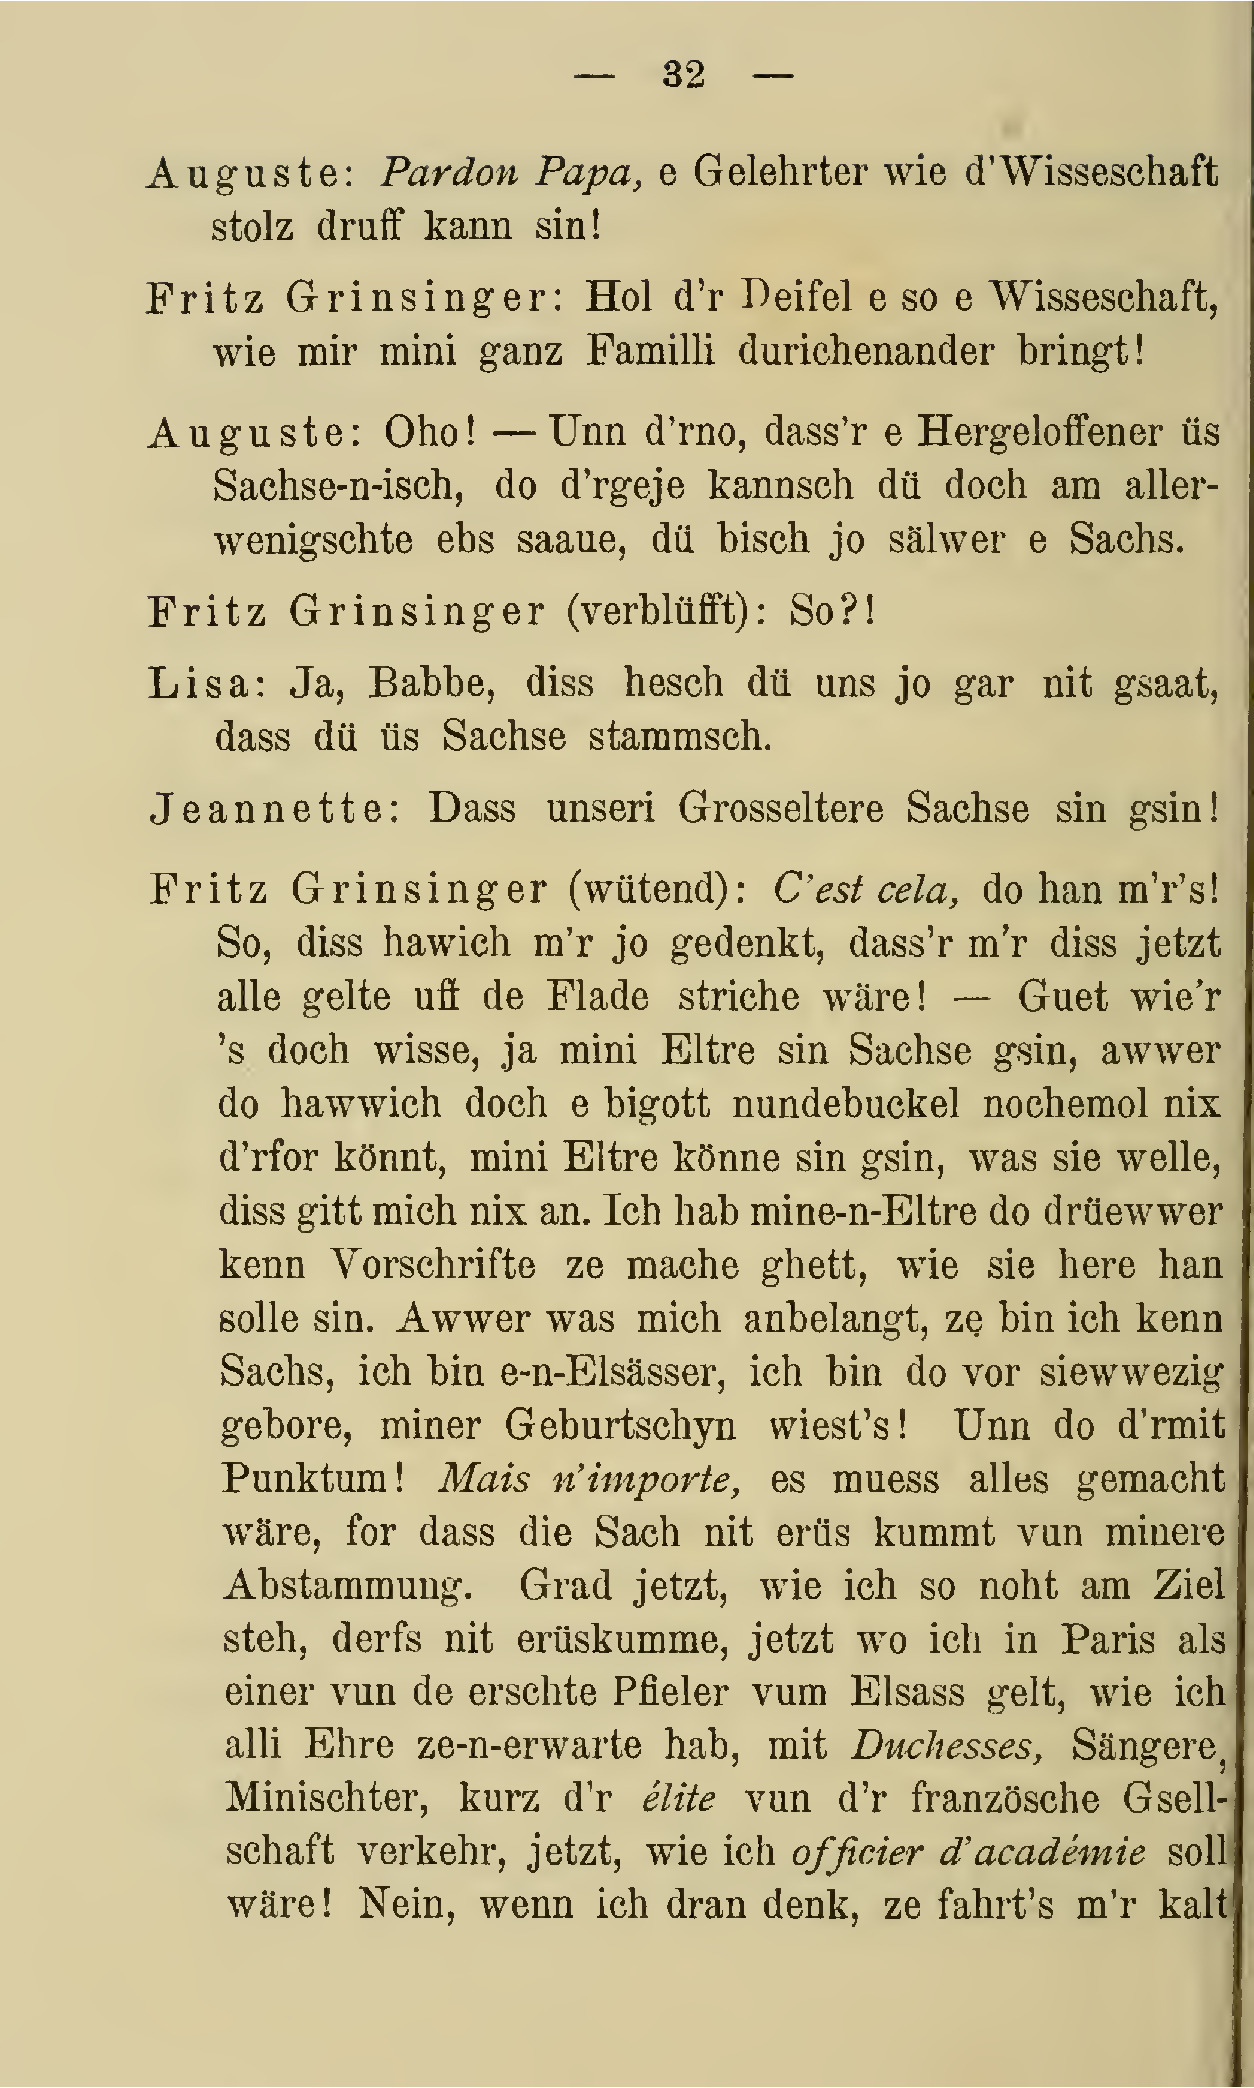 — 32 —
Auguste: Pardon Papa, e Gelehrter wie d'Wisseschaft
stolz druff kann sin!
Fritz Grinsinger: Hol d'r Deifel e so e Wisseschaft,
wie mir mini ganz Familli durichenander bringt!
Auguste: Oho! — Unn d'rno, dass'r e Hergeloffener üs
Sachse-n-isch, do d'rgeje kannsch dü doch am aller-
wenigschte ebs saaue, dü bisch jo sälwer e Sachs.
Fritz Grinsinger (verblüfft): So?!
Lisa: Ja, Babbe, diss hesch dü uns jo gar nit gsaat,
dass dü üs Sachse stammsch.
Jeannette: Dass unseri Grosseltere Sachse sin gsin!
Fritz Grinsinger (wütend): C'est cela, do han m'r's!
So, diss hawich m'r jo gedenkt, dass'r m'r diss jetzt
alle gelte uff de Flade striche wäre! — Guet wie'r
's doch wisse, ja mini Eltre sin Sachse gsin, awwer
do hawwich doch e bigott nundebuckel nochemol nix
d'rfor könnt, mini Eltre könne sin gsin, was sie welle,
diss gitt mich nix an. Ich hab mine-n-Eltre do drüewwer
kenn Vorschrifte ze mache ghett, wie sie here han
solle sin. Awwer was mich anbelangt, ze bin ich kenn
Sachs, ich bin e-n-Elsässer, ich bin do vor siewwezig
gebore, miner Geburtschyn wiest's! Unn do d'rmit
Punktum! Mais n'importe, es muess alles gemacht
wäre, for dass die Sach nit erüs kummt vun minere
Abstammung. Grad jetzt, wie ich so noht am Ziel
steh, derfs nit erüskumme, jetzt wo ich in Paris als
einer vun de erschte Pfieler vum Elsass gelt, wie ich
alli Ehre ze-n-erwarte hab, mit Duchesses, Sängere,
Minischter, kurz d'r élite vun d'r französche Gsell-
schaft verkehr, jetzt, wie ich officier d'académie soll
wäre! Nein, wenn ich dran denk, ze fahrt's m'r kalt